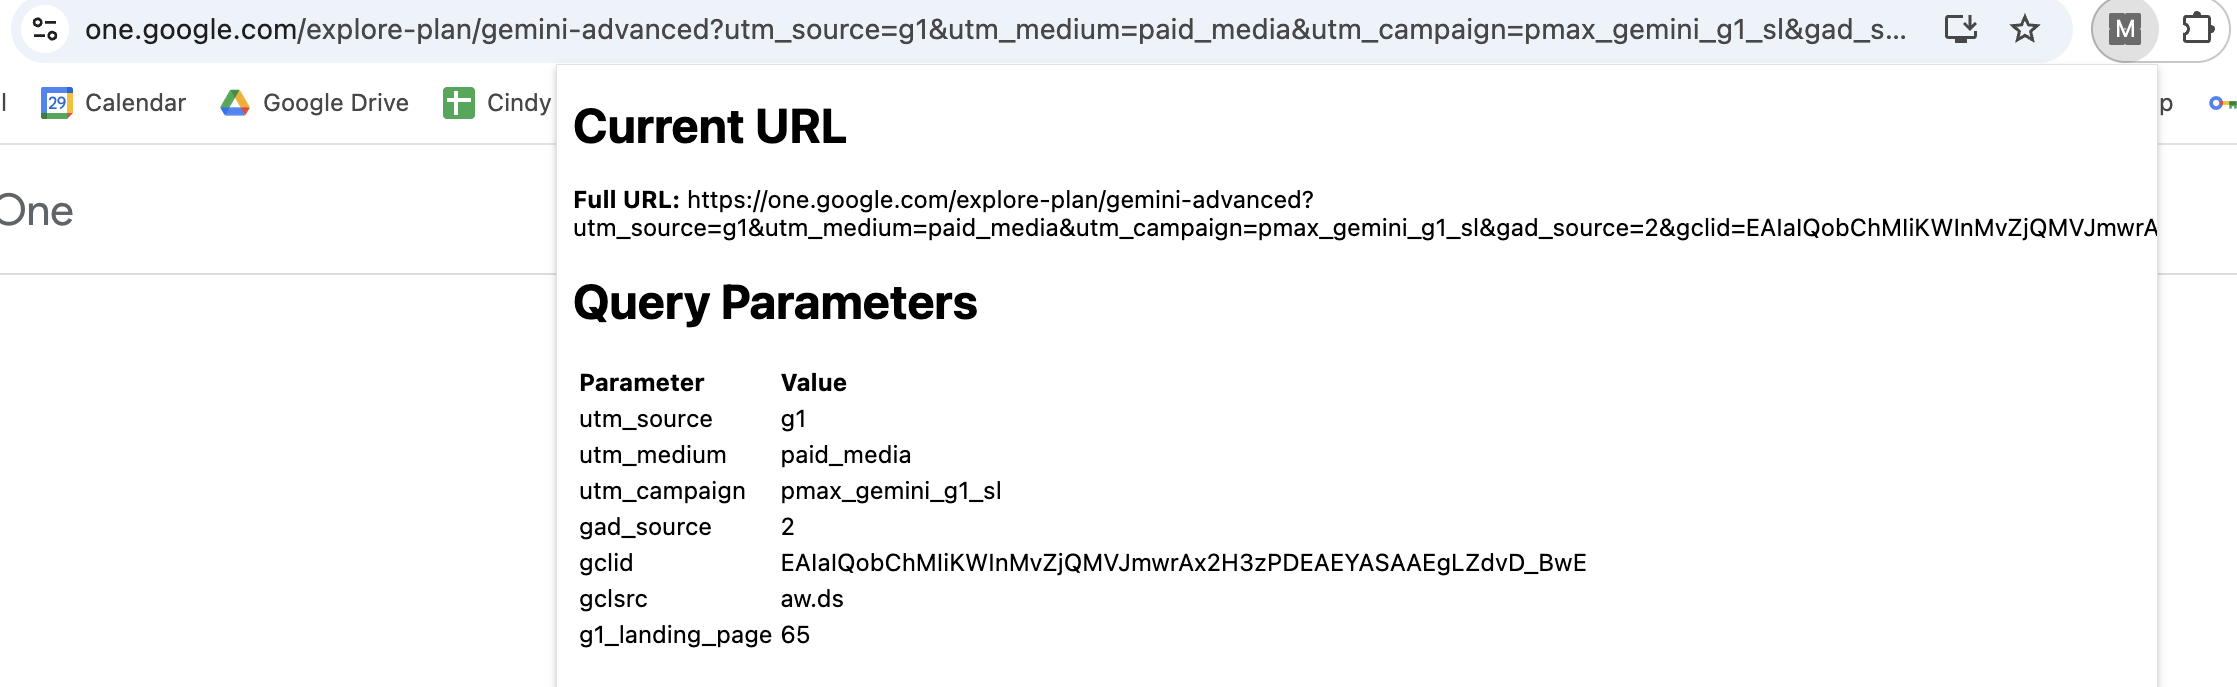 one.google.com/explore-plan/gemini-advanced?utm_source=g1&utm_medium=paid_media&utm_campaign=pmax_gemini_g1_sl&gad_s...
M
l
29 Calendar Google Drive Cindy
p
One
Current URL
Full URL: https://one.google.com/explore-plan/gemini-advanced?
utm_source=g1&utm_medium=paid_media&utm_campaign=pmax_gemini_g1_sl&gad_source=2&gclid=EAIaIQobChMIiKWInMvZjQMVJmwrA
Query Parameters
Parameter Value
utm_source g1
utm_medium paid_media
utm_campaign pmax_gemini_g1_sl
gad_source 2
gclid EAIaIQobChMIiKWInMvZjQMVJmwrAx2H3zPDEAEYASAAEgLZdvD_BwE
gclsrc aw.ds
g1_landing_page 65